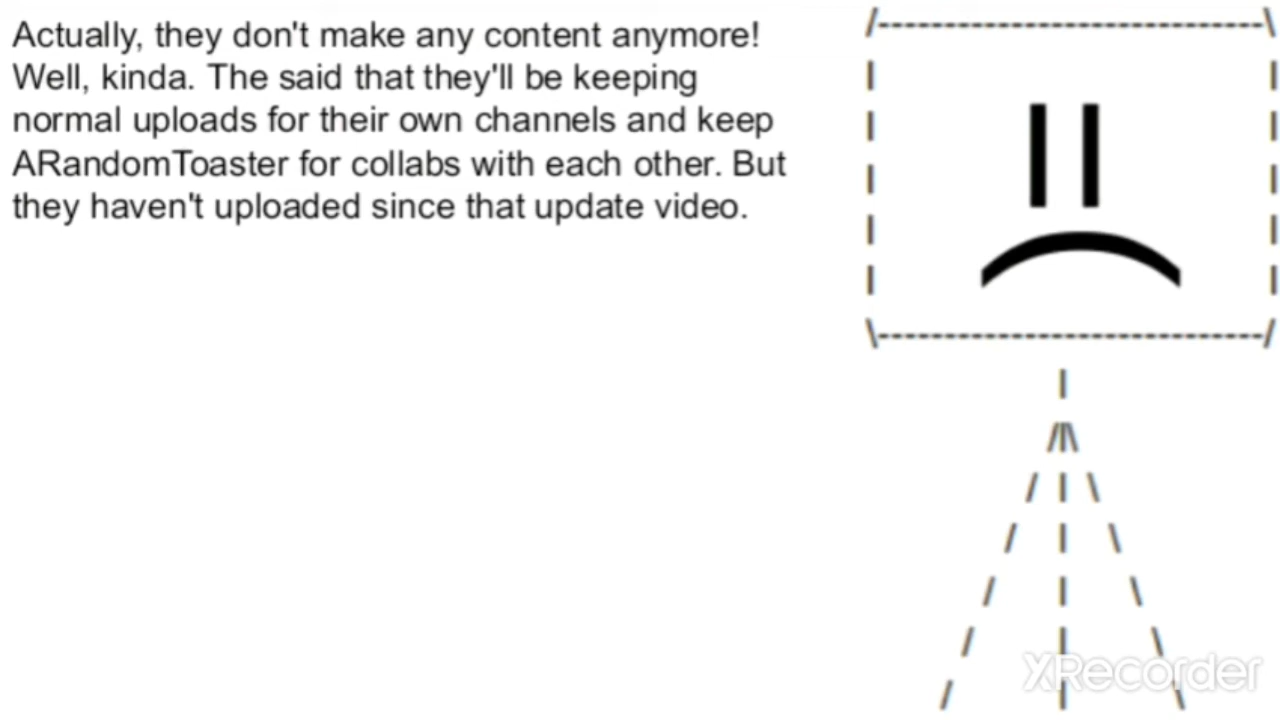 Actually, they don't make any content anymore!
Well, kinda. The said that they'll be keeping
normal uploads for their own channels and keep
ARandomToaster for collabs with each other. But
they haven't uploaded since that update video.
XRecorder